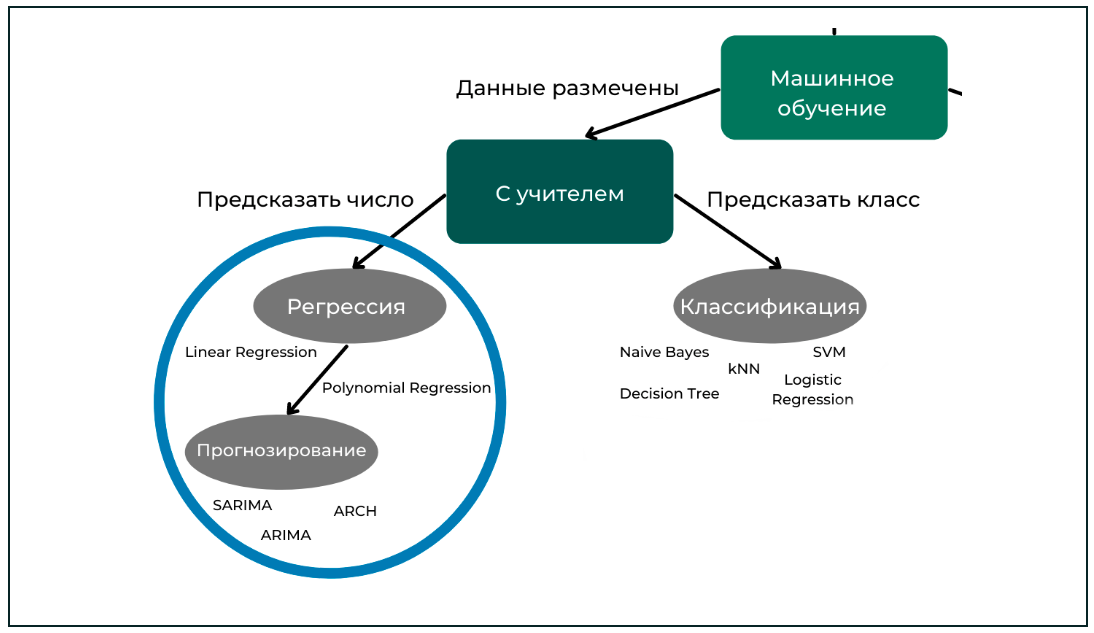 Машинное
обучение
Данные размечены
С учителем
Предсказать число
Предсказать класс
Регрессия
Классификация
Linear Regression
Polynomial Regression
Naive Bayes
SVM
kNN
Logistic
Regression
Decision Tree
Прогнозирование
SARIMA
ARCH
ARIMA